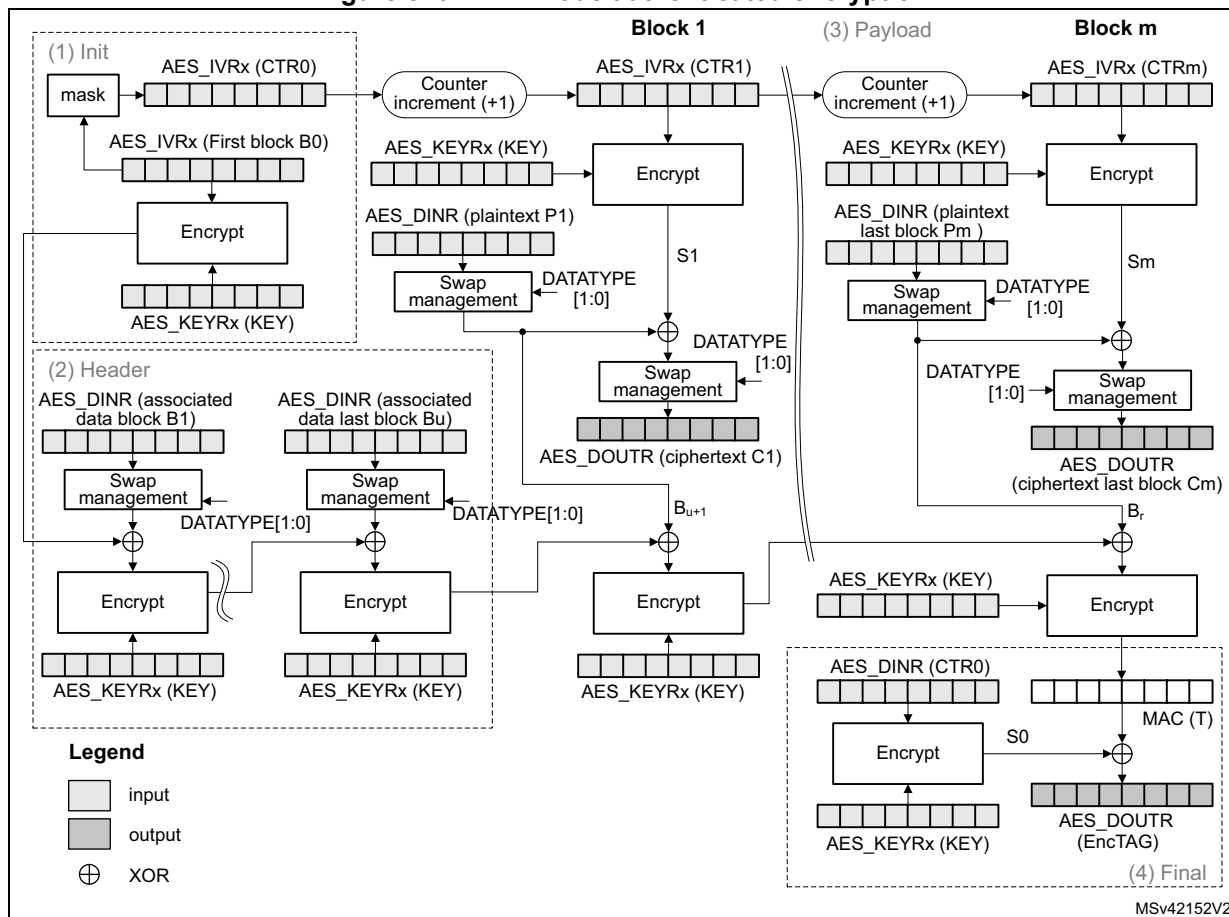 (1) Init
mask
AES_IVRx (CTR0)
AES_IVRx (First block B0)
Encrypt
AES_KEYRx (KEY)
Counter
increment (+1)
Block 1
AES_IVRx (CTR1)
AES_KEYRx (KEY)
Encrypt
AES_DINR (plaintext P1)
Swap
management
DATATYPE
[1:0]
S1
DATATYPE
[1:0]
Swap
management
AES_DOUTR (ciphertext C1)
(3) Payload
Counter
increment (+1)
Block m
AES_IVRx (CTRm)
AES_KEYRx (KEY)
Encrypt
AES_DINR (plaintext
last block Pm )
Swap
management
DATATYPE
[1:0]
Sm
DATATYPE
[1:0]
Swap
management
AES_DOUTR
(ciphertext last block Cm)
(2) Header
AES_DINR (associated
data block B1)
Swap
management
DATATYPE[1:0]
Encrypt
AES_KEYRx (KEY)
AES_DINR (associated
data last block Bu)
Swap
management
DATATYPE[1:0]
Encrypt
AES_KEYRx (KEY)
Bu+1
Encrypt
AES_KEYRx (KEY)
Br
AES_KEYRx (KEY)
Encrypt
AES_DINR (CTR0)
Encrypt
S0
AES_KEYRx (KEY)
MAC (T)
AES_DOUTR
(EncTAG)
(4) Final
Legend
input
output
XOR
MSv42152V2